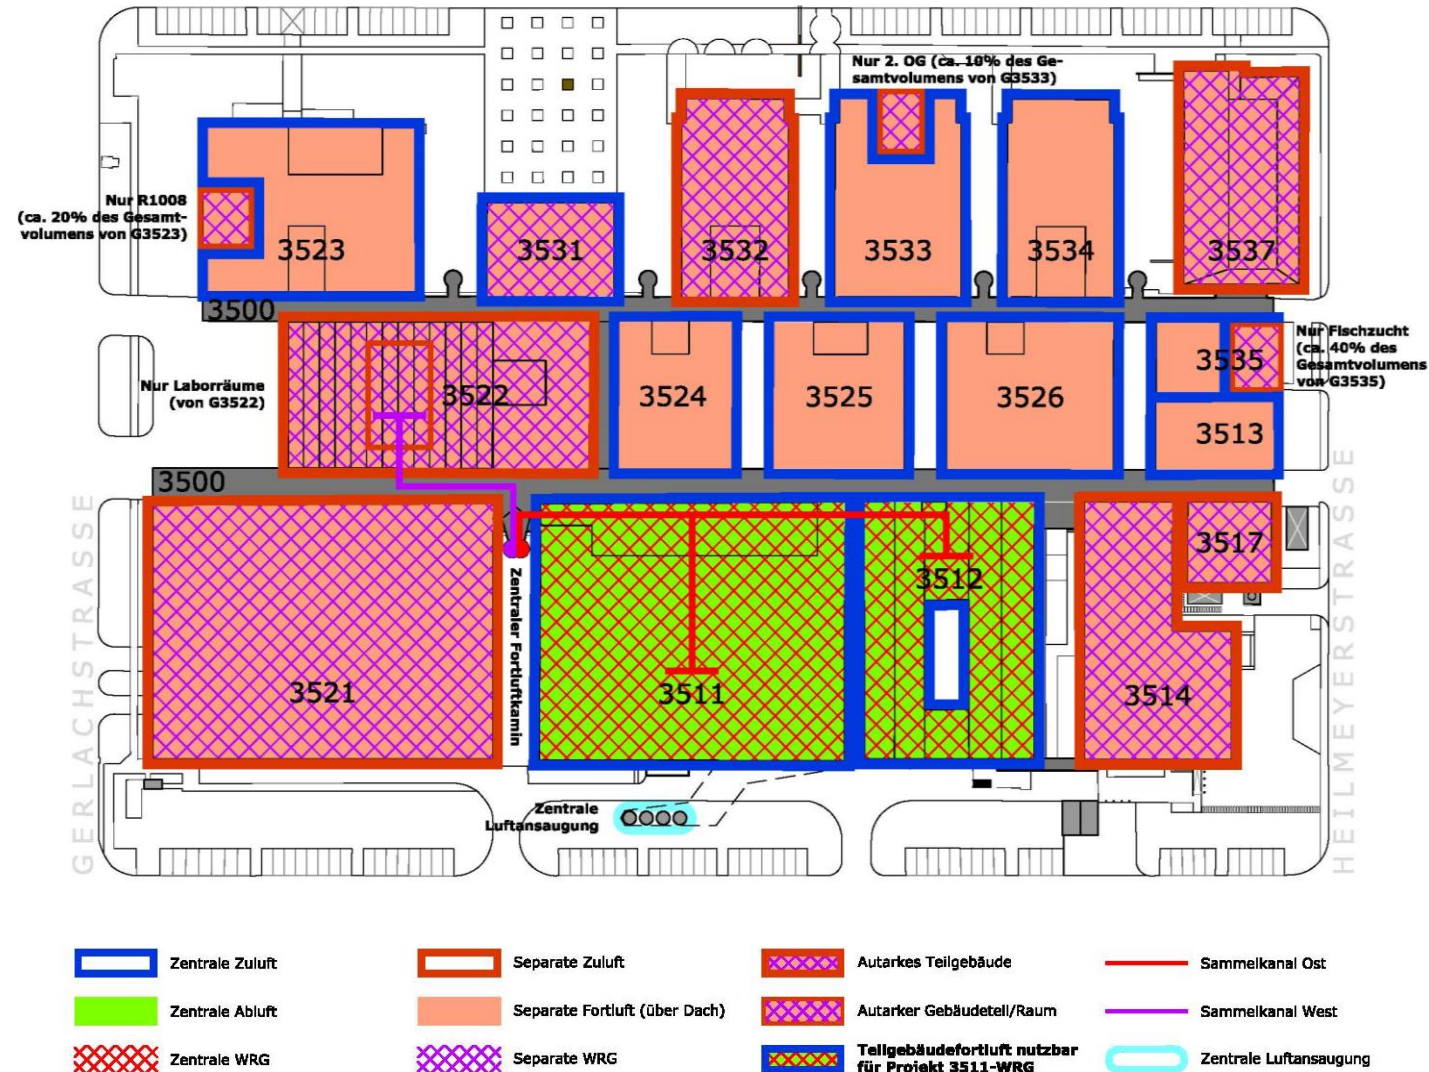 Nur 2. OG (ca. 10% des Ge-
samtvolumens von G3533)
Nur R1008
(ca. 20% des Gesamt-
volumens von G3523)
3523
3531
3532
3533
3534
3537
3500
Nur Fischzucht
(ca. 40% des
Gesamtvolumens
von G3535)
3535
Nur Laborräume
(von G3522)
3522
3524
3525
3526
3513
3500
GERLACHSTRASSE
HEILMEYERSTRASSE
3517
3512
Zentraler Fortluftkamin
3521
3511
3514
Zentrale
Luftansaugung
Zentrale Zuluft
Separate Zuluft
Autarkes Teilgebäude
Sammelkanal Ost
Zentrale Abluft
Separate Fortluft (über Dach)
Autarker Gebäudeteil/Raum
Sammelkanal West
Zentrale WRG
Separate WRG
Teilgebäudefortluft nutzbar
für Projekt 3511-WRG
Zentrale Luftansaugung